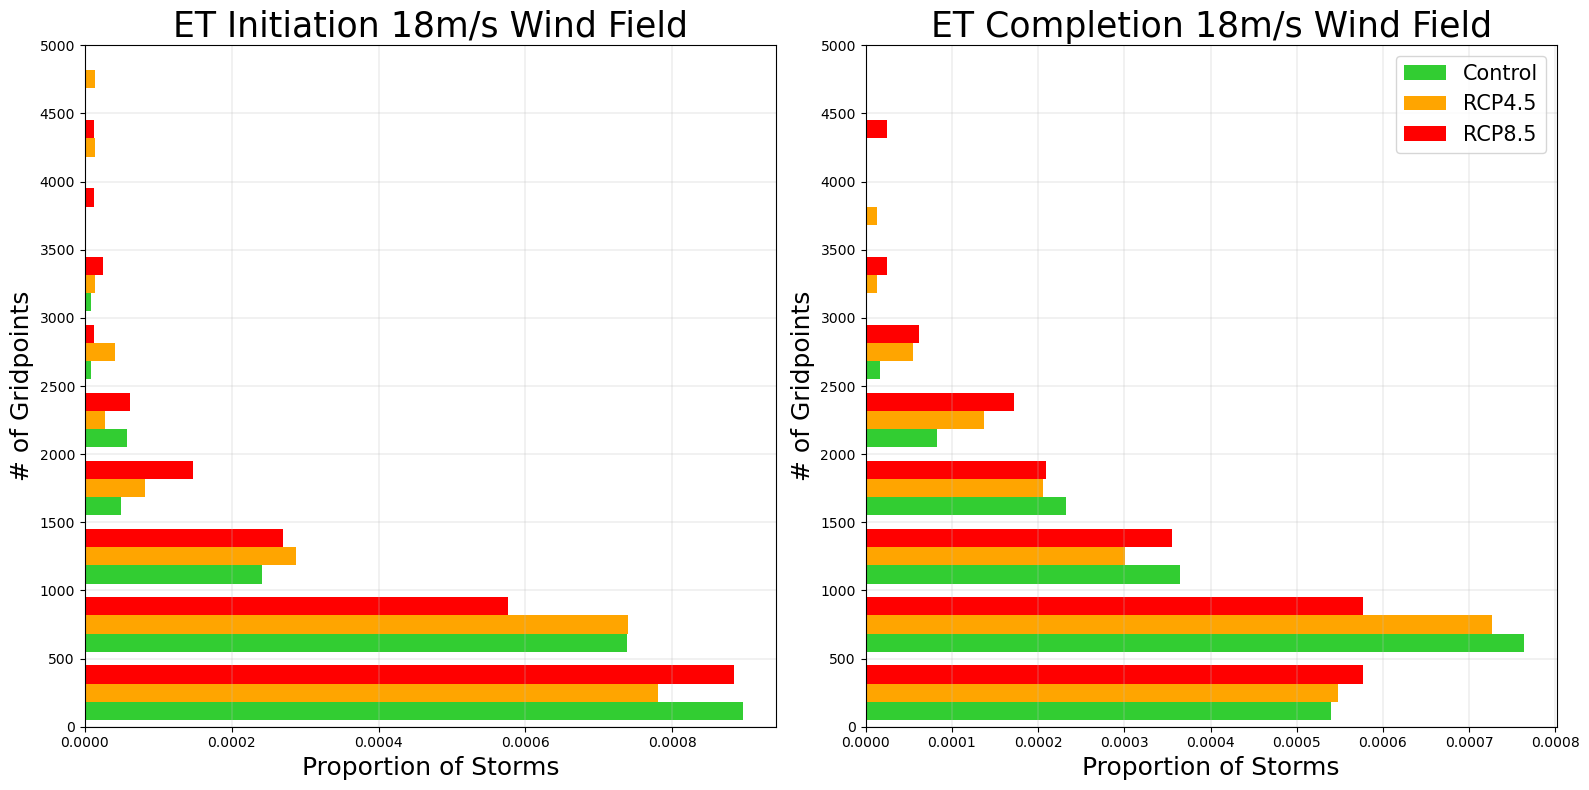 ET Initiation 18m/s Wind Field
5000
4500
4000
3500
3000
2500
2000
1500
1000
500
0
# of Gridpoints
0.0000 0.0002 0.0004 0.0006 0.0008
Proportion of Storms
ET Completion 18m/s Wind Field
Control
RCP4.5
RCP8.5
5000
4500
4000
3500
3000
2500
2000
1500
1000
500
0
# of Gridpoints
0.0000 0.0001 0.0002 0.0003 0.0004 0.0005 0.0006 0.0007 0.0008
Proportion of Storms